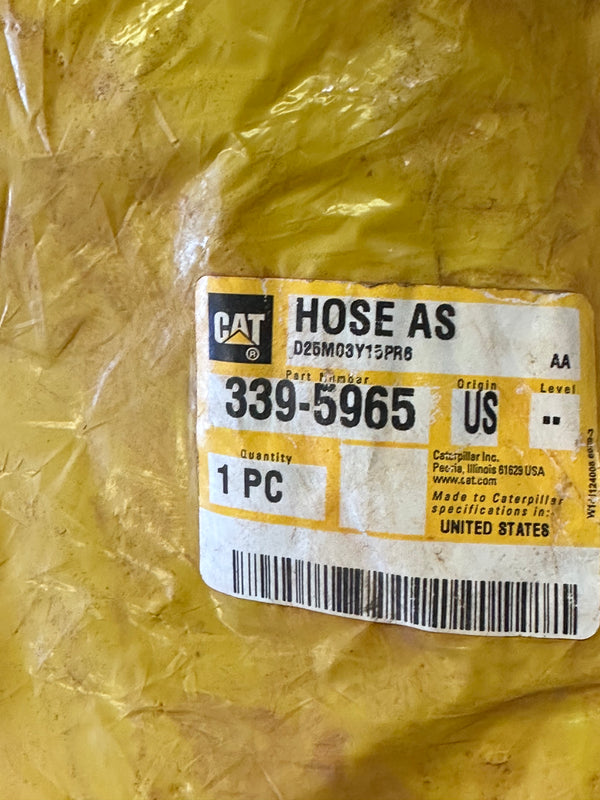 CAT
®
HOSE AS
D25M03Y15PR6
AA
Part Number
339-5965
Origin
US
Level
--
Quantity
1 PC
Caterpillar Inc.
Peoria, Illinois 61629 USA
www.cat.com
Made to Caterpillar
specifications in:
UNITED STATES